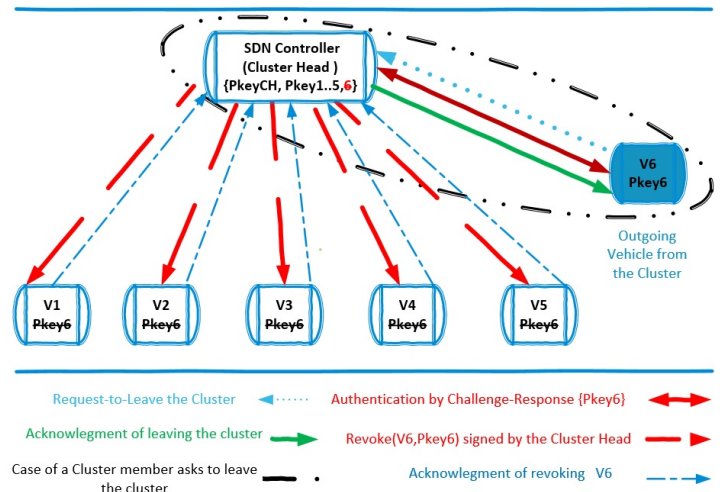 SDN Controller
(Cluster Head )
{PkeyCH, Pkey1..5,6}
V6
Pkey6
Outgoing
Vehicle from
the Cluster
V1
Pkey6
V2
Pkey6
V3
Pkey6
V4
Pkey6
V5
Pkey6
Request-to-Leave the Cluster
Authentication by Challenge-Response {Pkey6}
Acknowlegment of leaving the cluster
Revoke(V6,Pkey6) signed by the Cluster Head
Case of a Cluster member asks to leave
the cluster
Acknowlegment of revoking V6